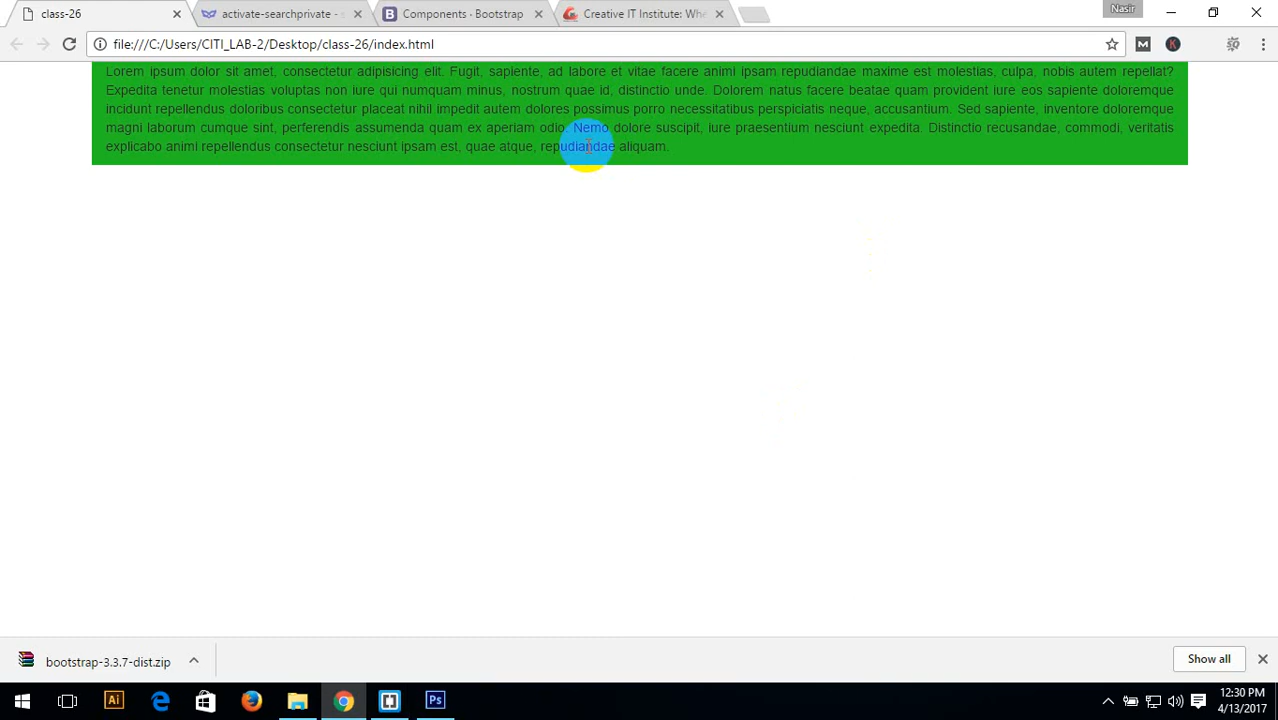 class-26
activate-searchprivate -
Components · Bootstrap
Creative IT Institute: Whe
Nasir
file:///C:/Users/CITI_LAB-2/Desktop/class-26/index.html
Lorem ipsum dolor sit amet, consectetur adipisicing elit. Fugit, sapiente, ad labore et vitae facere animi ipsam repudiandae maxime est molestias, culpa, nobis autem repellat?
Expedita tenetur molestias voluptas non iure qui numquam minus, nostrum quae id, distinctio unde. Dolorem natus facere beatae quam provident iure eos sapiente doloremque
incidunt repellendus doloribus consectetur placeat nihil impedit autem dolores possimus porro necessitatibus perspiciatis neque, accusantium. Sed sapiente, inventore doloremque
magni laborum cumque sint, perferendis assumenda quam ex aperiam odio. Nemo dolore suscipit, iure praesentium nesciunt expedita. Distinctio recusandae, commodi, veritatis
explicabo animi repellendus consectetur nesciunt ipsam est, quae atque, repudiandae aliquam.
bootstrap-3.3.7-dist.zip
Show all
Ai
Ps
12:30 PM
4/13/2017